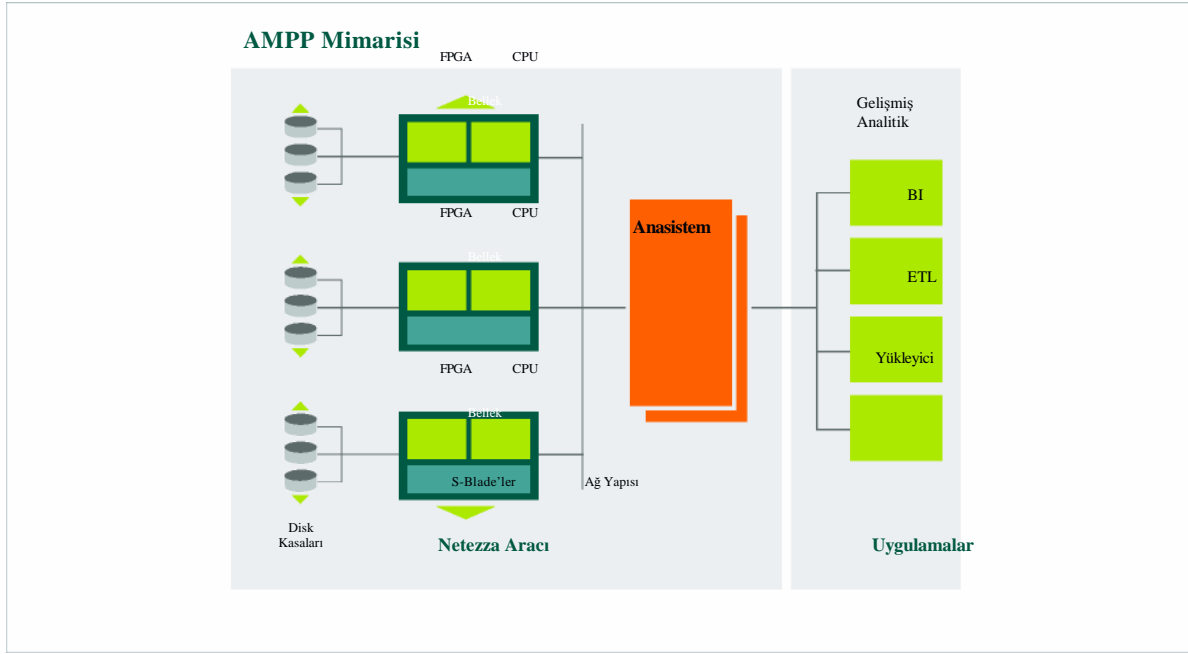 AMPP Mimarisi
FPGA CPU
Bellek
FPGA CPU
Bellek
FPGA CPU
Bellek
S-Blade’ler
Ağ Yapısı
Disk
Kasaları
Netezza Aracı
Anasistem
Gelişmiş
Analitik
BI
ETL
Yükleyici
Uygulamalar